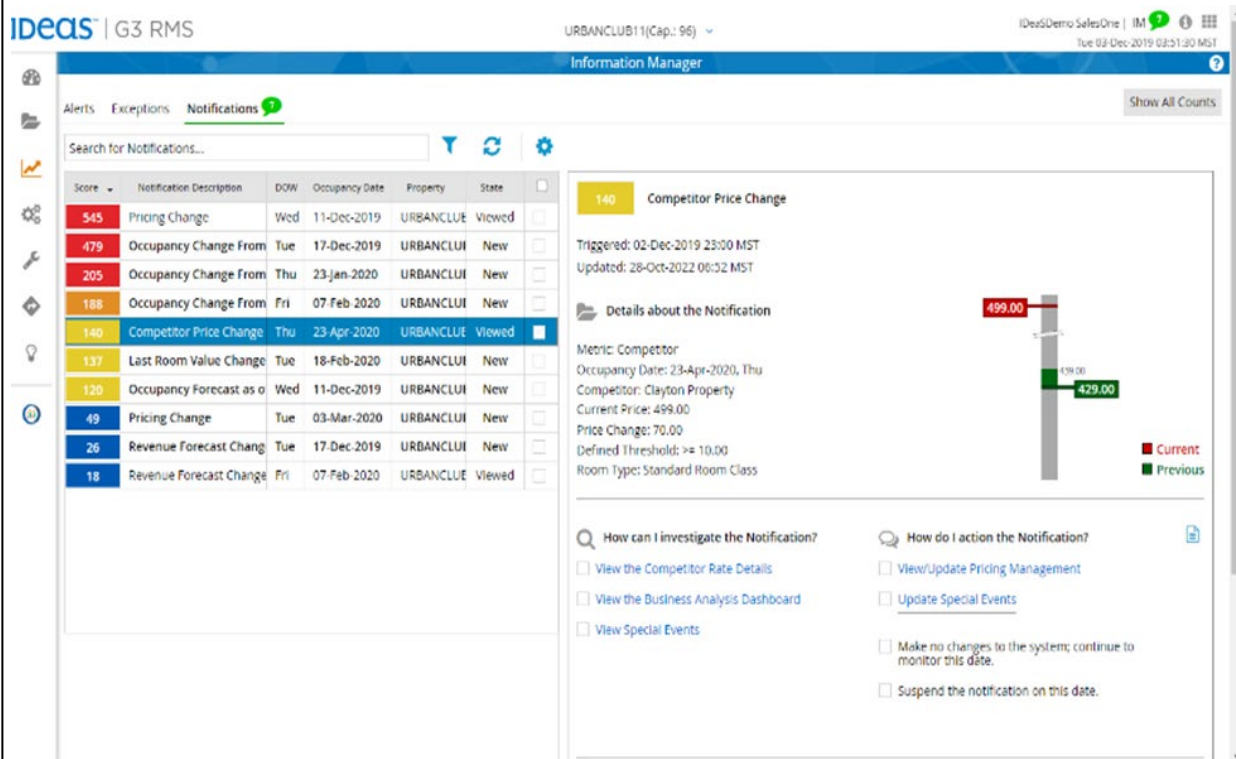 IDeaS™ | G3 RMS
URBANCLUB11(Cap.: 96)
IDeaSDemo SalesOne | IM 7
Tue 03-Dec-2019 03:51:30 MST
Information Manager
Alerts Exceptions Notifications 7
Show All Counts
Search for Notifications...
Score Notification Description DOW Occupancy Date Property State
545 Pricing Change Wed 11-Dec-2019 URBANCLUE Viewed
479 Occupancy Change From Tue 17-Dec-2019 URBANCLUI New
205 Occupancy Change From Thu 23-Jan-2020 URBANCLUI New
188 Occupancy Change From Fri 07-Feb-2020 URBANCLUI New
140 Competitor Price Change Thu 23-Apr-2020 URBANCLUE Viewed
137 Last Room Value Change Tue 18-Feb-2020 URBANCLUI New
120 Occupancy Forecast as o Wed 11-Dec-2019 URBANCLUI New
49 Pricing Change Tue 03-Mar-2020 URBANCLUI New
26 Revenue Forecast Chang Tue 17-Dec-2019 URBANCLUI New
18 Revenue Forecast Change Fri 07-Feb-2020 URBANCLUE Viewed
140 Competitor Price Change
Triggered: 02-Dec-2019 23:00 MST
Updated: 28-Oct-2022 06:52 MST
Details about the Notification
Metric: Competitor
Occupancy Date: 23-Apr-2020, Thu
Competitor: Clayton Property
Current Price: 499.00
Price Change: 70.00
Defined Threshold: >= 10.00
Room Type: Standard Room Class
499.00
439.00
429.00
Current
Previous
How can I investigate the Notification?
View the Competitor Rate Details
View the Business Analysis Dashboard
View Special Events
How do I action the Notification?
View/Update Pricing Management
Update Special Events
Make no changes to the system; continue to
monitor this date.
Suspend the notification on this date.